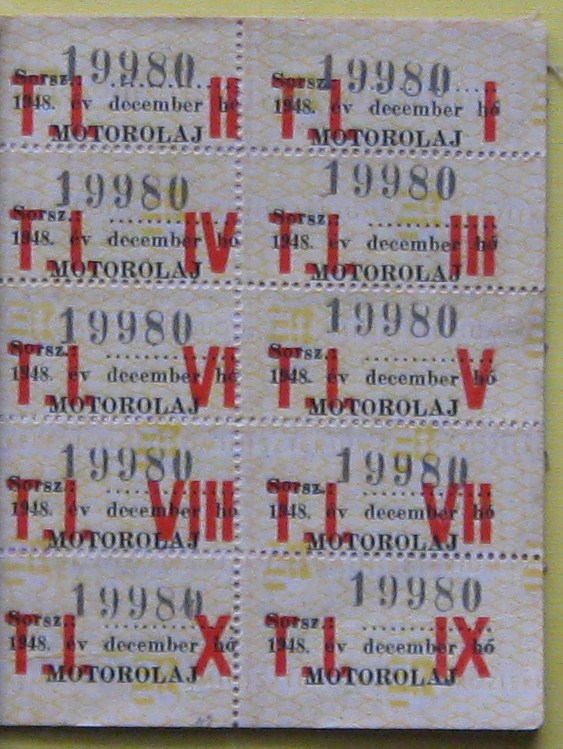 19980
Sorsz.:
1948. év december hó
MOTOROLAJ
T.I. II
19980
Sorsz.:
1948. év december hó
MOTOROLAJ
T.I. I
19980
Sorsz.:
1948. év december hó
MOTOROLAJ
T.I. IV
19980
Sorsz.:
1948. év december hó
MOTOROLAJ
T.I. III
19980
Sorsz.:
1948. év december hó
MOTOROLAJ
T.I. VI
19980
Sorsz.:
1948. év december hó
MOTOROLAJ
T.I. V
19980
Sorsz.:
1948. év december hó
MOTOROLAJ
T.I. VIII
19980
Sorsz.:
1948. év december hó
MOTOROLAJ
T.I. VII
19980
Sorsz.:
1948. év december hó
MOTOROLAJ
T.I. X
19980
Sorsz.:
1948. év december hó
MOTOROLAJ
T.I. IX